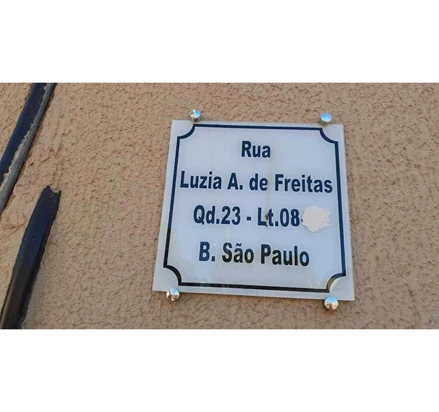 Rua
Luzia A. de Freitas
Qd.23 - Lt.08
B. São Paulo